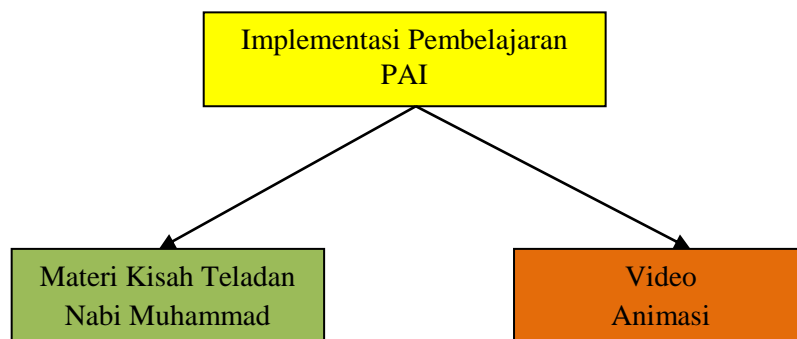 Implementasi Pembelajaran
PAI
Materi Kisah Teladan
Nabi Muhammad
Video
Animasi